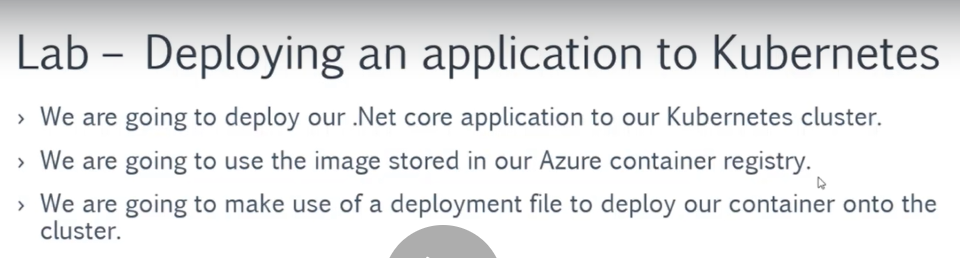 Lab – Deploying an application to Kubernetes
› We are going to deploy our .Net core application to our Kubernetes cluster.
› We are going to use the image stored in our Azure container registry.
› We are going to make use of a deployment file to deploy our container onto the
cluster.